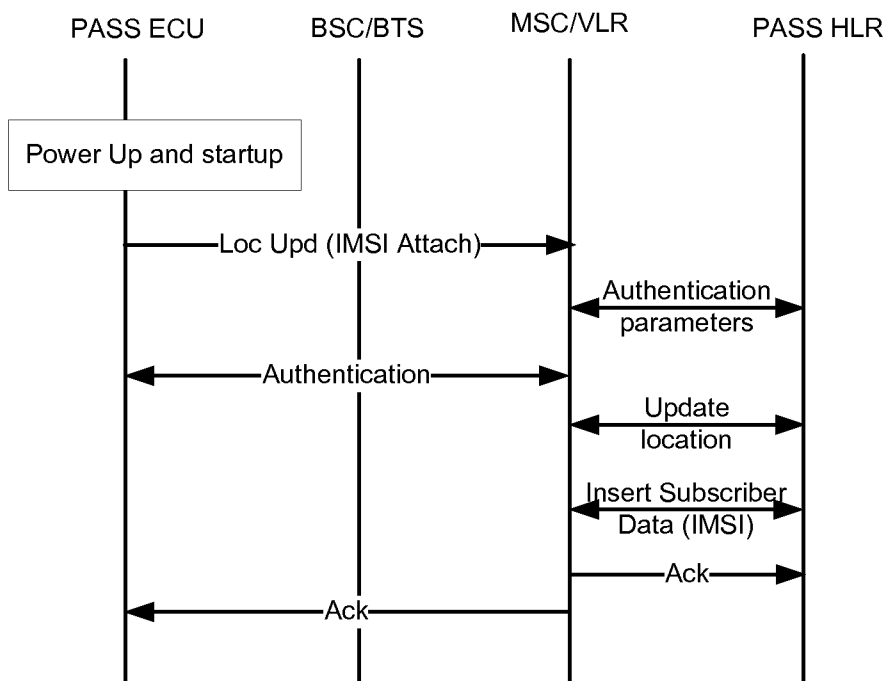 PASS ECU
BSC/BTS
MSC/VLR
PASS HLR
Power Up and startup
Loc Upd (IMSI Attach)
Authentication
parameters
Authentication
Update
location
Insert Subscriber
Data (IMSI)
Ack
Ack